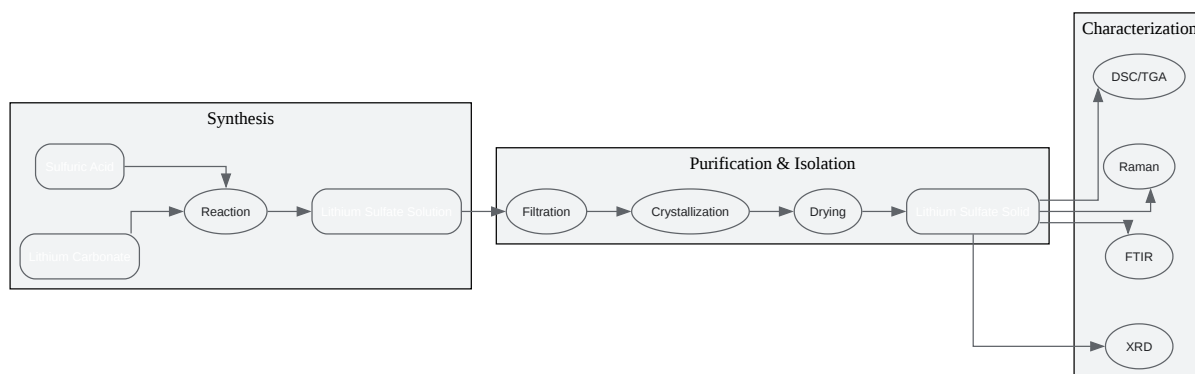 Synthesis
Sulfuric Acid
Lithium Carbonate
Reaction
Lithium Sulfate Solution
Purification & Isolation
Filtration
Crystallization
Drying
Lithium Sulfate Solid
Characterization
DSC/TGA
Raman
FTIR
XRD